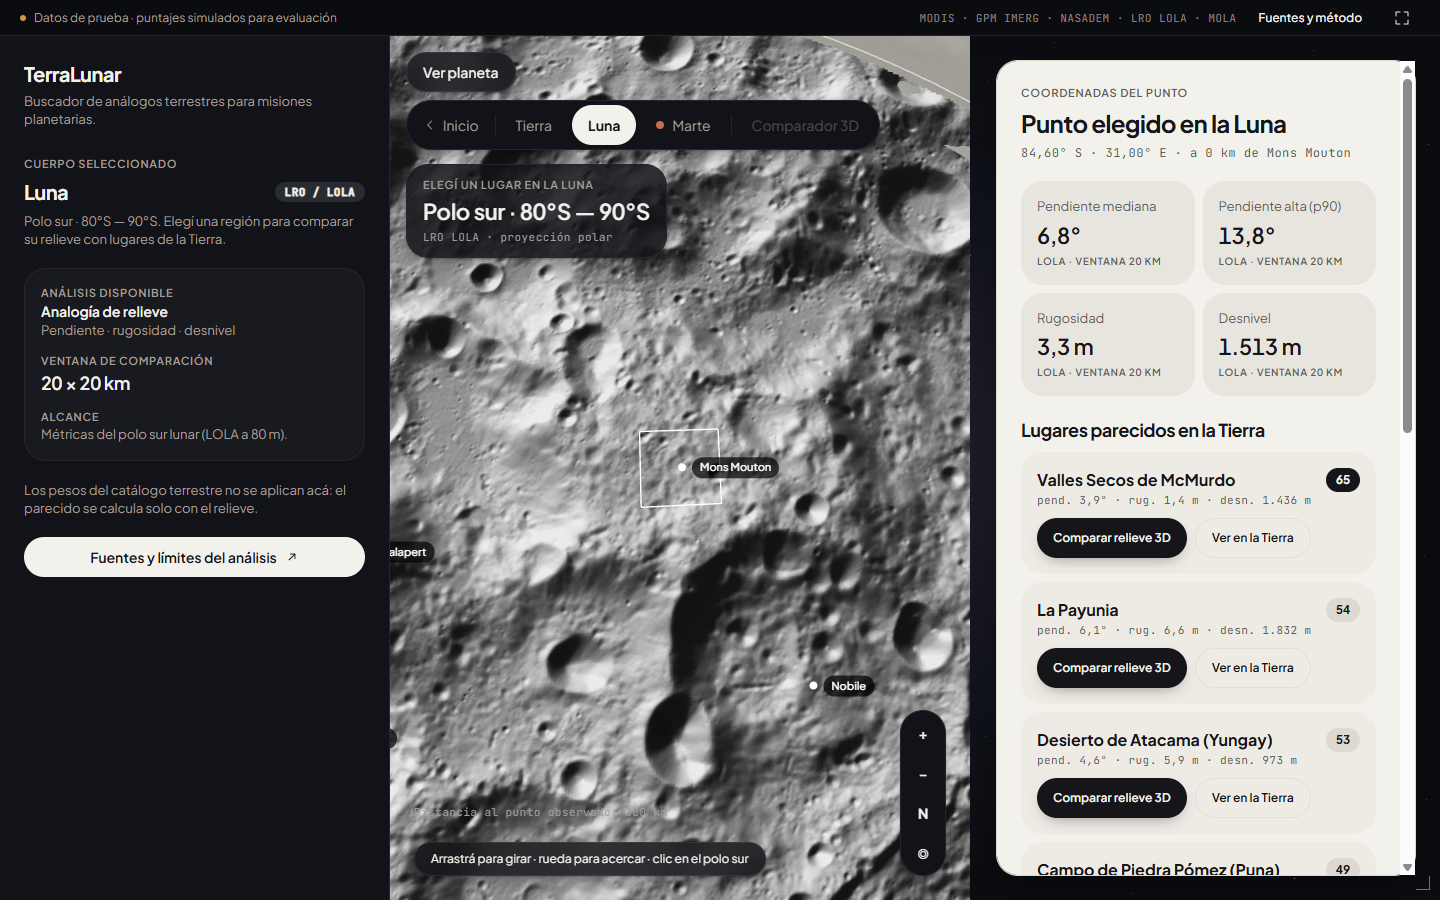 Datos de prueba · puntajes simulados para evaluación
MODIS · GPM IMERG · NASADEM · LRO LOLA · MOLA
Fuentes y método
TerraLunar
Buscador de análogos terrestres para misiones
planetarias.
CUERPO SELECCIONADO
Luna
LRO / LOLA
Polo sur · 80°S — 90°S. Elegí una región para comparar
su relieve con lugares de la Tierra.
ANÁLISIS DISPONIBLE
Analogía de relieve
Pendiente · rugosidad · desnivel
VENTANA DE COMPARACIÓN
20 × 20 km
ALCANCE
Métricas del polo sur lunar (LOLA a 80 m).
Los pesos del catálogo terrestre no se aplican acá: el
parecido se calcula solo con el relieve.
Fuentes y límites del análisis ↗
Ver planeta
Inicio
Tierra
Luna
Marte
Comparador 3D
ELEGÍ UN LUGAR EN LA LUNA
Polo sur · 80°S — 90°S
LRO LOLA · proyección polar
Mons Mouton
alapert
Nobile
Distancia al punto observado
+
−
N
Arrastrá para girar · rueda para acercar · clic en el polo sur
COORDENADAS DEL PUNTO
Punto elegido en la Luna
84,60° S · 31,00° E · a 0 km de Mons Mouton
Pendiente mediana
6,8°
LOLA · VENTANA 20 KM
Pendiente alta (p90)
13,8°
LOLA · VENTANA 20 KM
Rugosidad
3,3 m
LOLA · VENTANA 20 KM
Desnivel
1.513 m
LOLA · VENTANA 20 KM
Lugares parecidos en la Tierra
Valles Secos de McMurdo
65
pend. 3,9° · rug. 1,4 m · desn. 1.436 m
Comparar relieve 3D
Ver en la Tierra
La Payunia
54
pend. 6,1° · rug. 6,6 m · desn. 1.832 m
Comparar relieve 3D
Ver en la Tierra
Desierto de Atacama (Yungay)
53
pend. 4,6° · rug. 5,9 m · desn. 973 m
Comparar relieve 3D
Ver en la Tierra
Campo de Piedra Pómez (Puna)
49